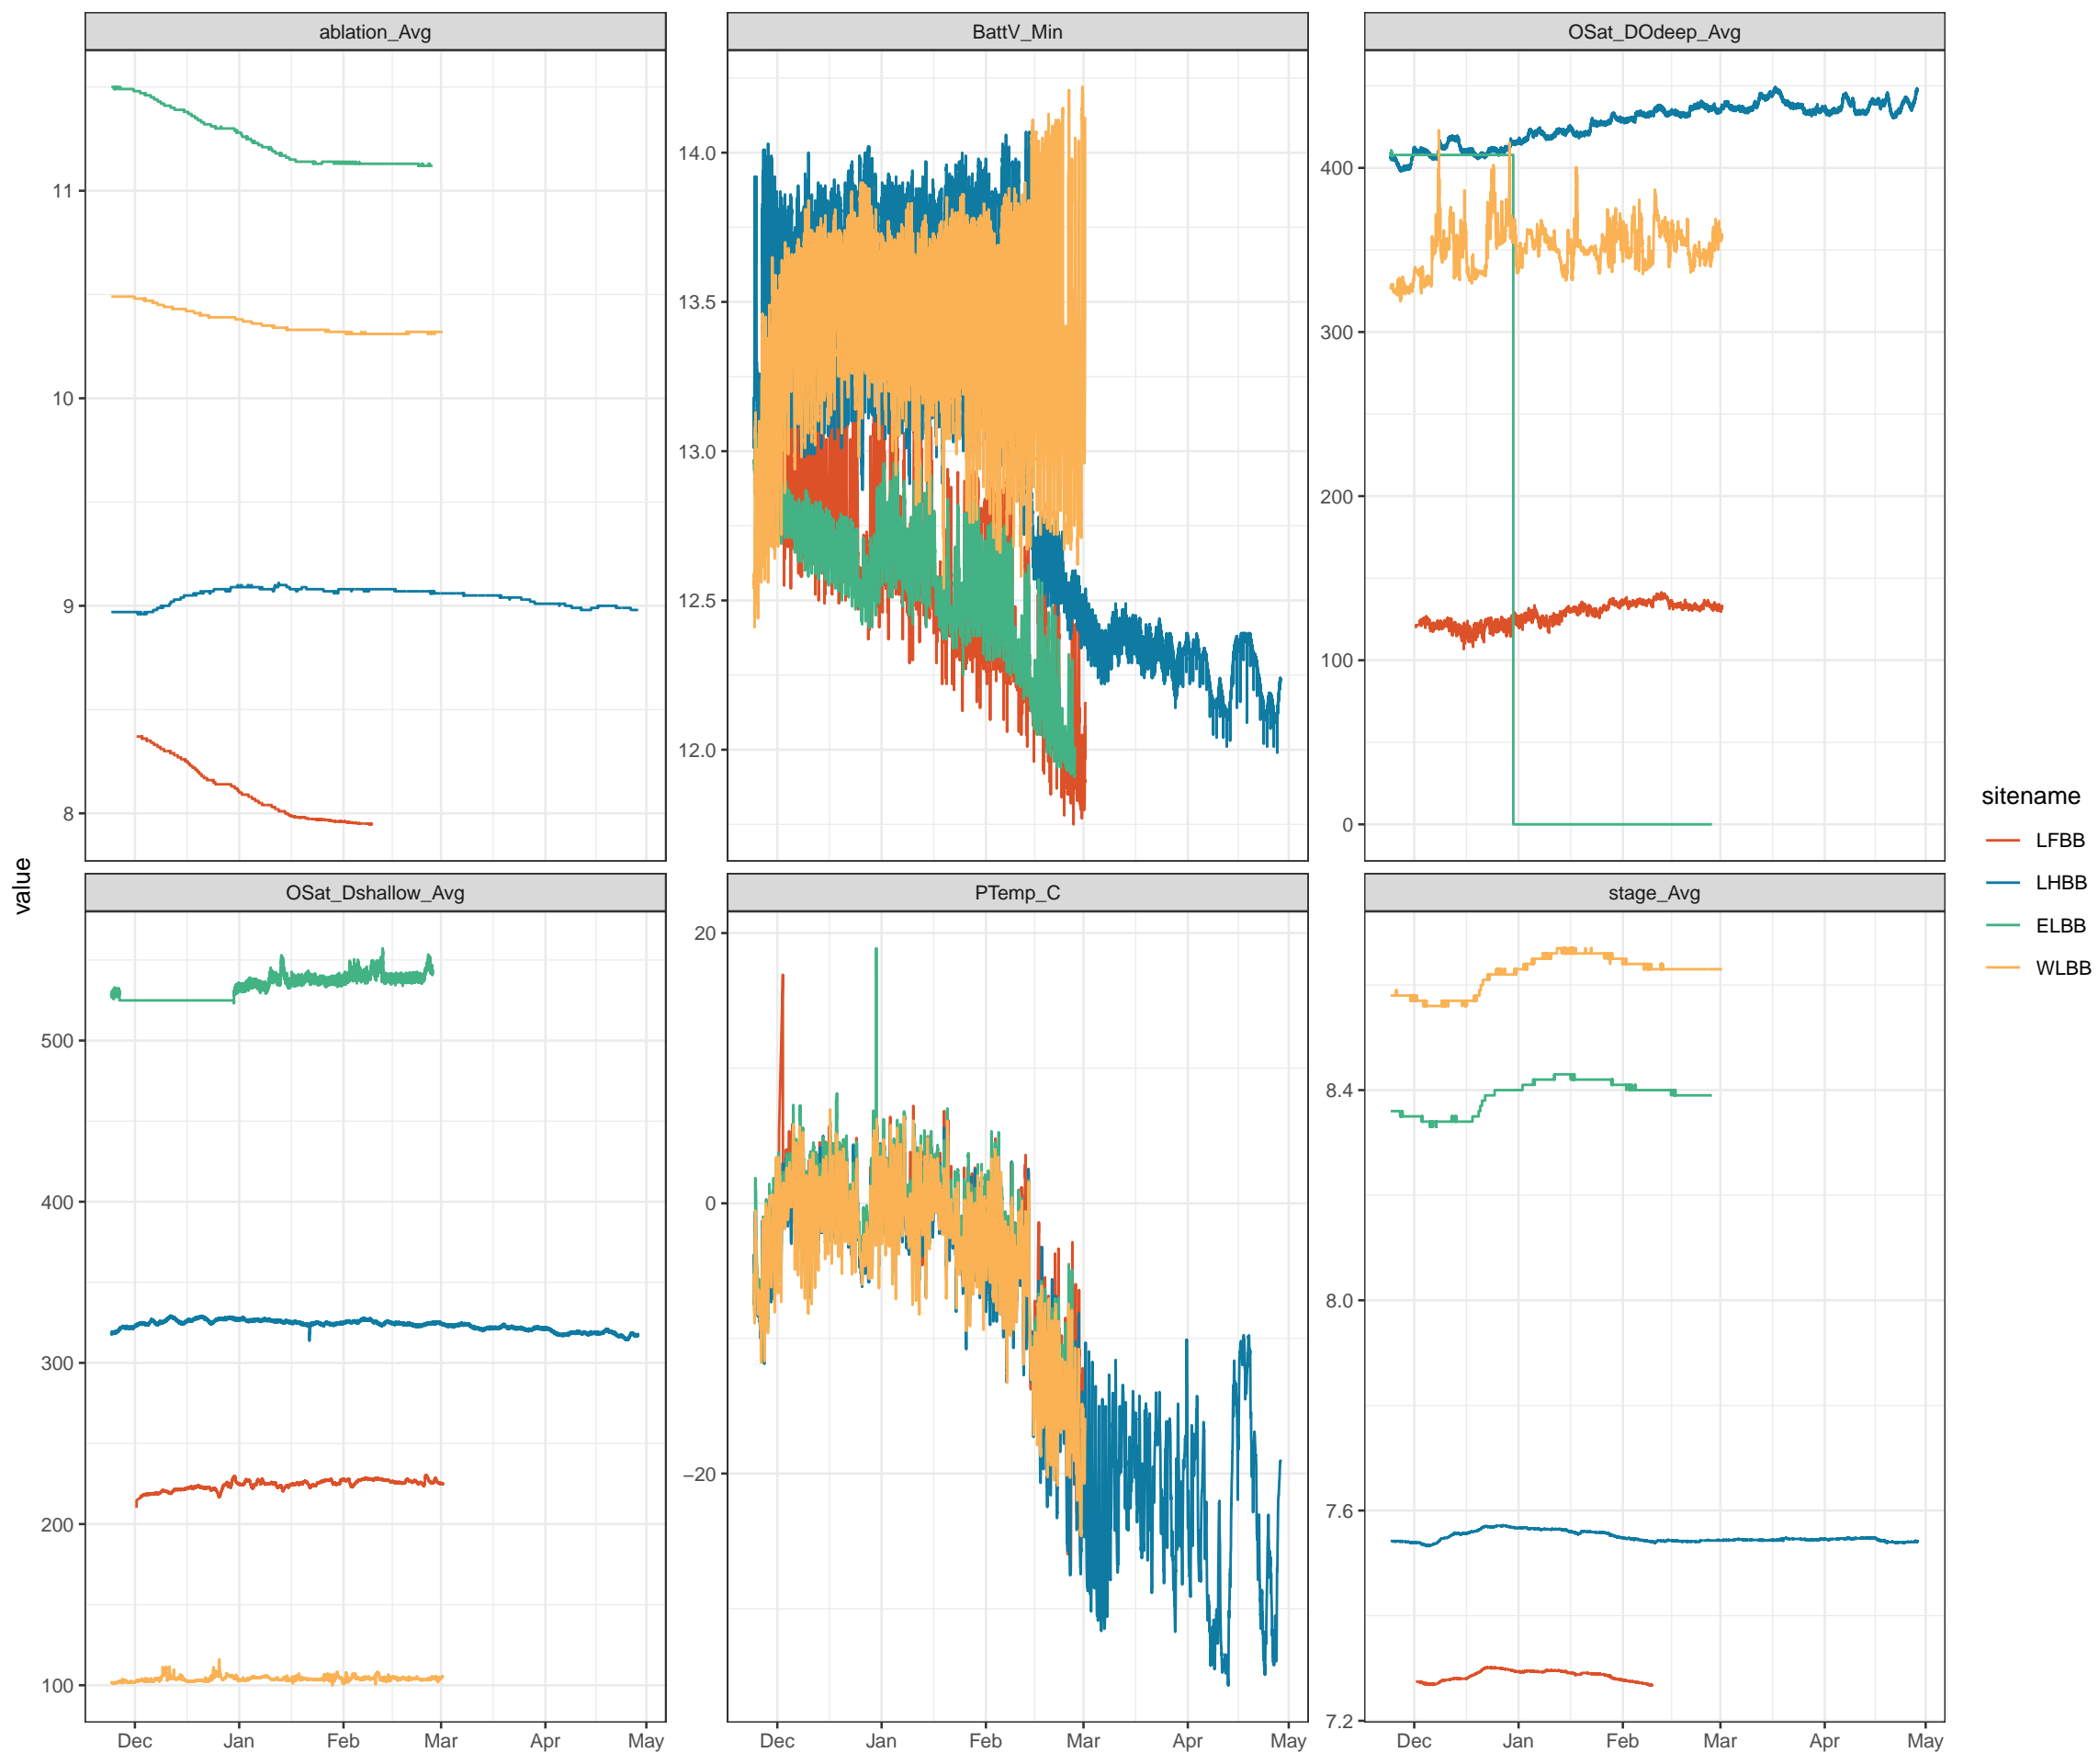 ablation_Avg
BattV_Min
OSat_DOdeep_Avg
11
10
9
8
14.0
13.5
13.0
12.5
12.0
400
300
200
100
0
value
OSat_Dshallow_Avg
PTemp_C
stage_Avg
500
400
300
200
100
20
0
−20
8.4
8.0
7.6
7.2
Dec Jan Feb Mar Apr May
Dec Jan Feb Mar Apr May
Dec Jan Feb Mar Apr May
sitename
LFBB
LHBB
ELBB
WLBB